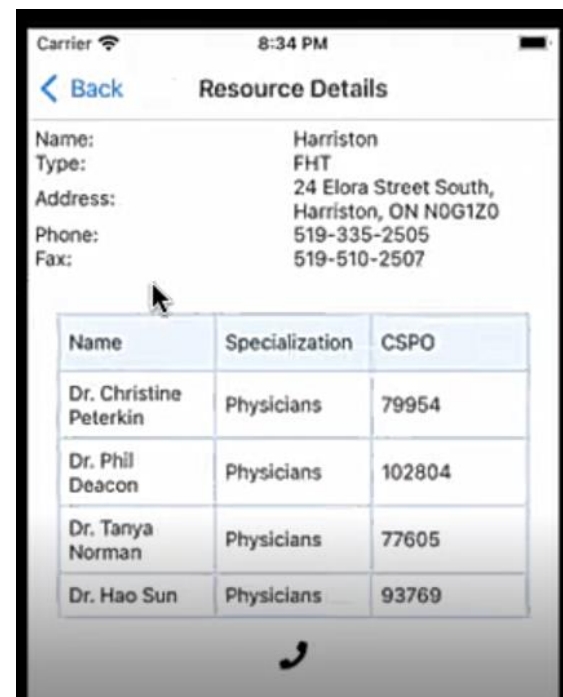 Carrier 8:34 PM
Back Resource Details
Name: Harriston
Type: FHT
Address: 24 Elora Street South,
Harriston, ON N0G1Z0
Phone: 519-335-2505
Fax: 519-510-2507
Name Specialization CSPO
Dr. Christine
Peterkin Physicians 79954
Dr. Phil
Deacon Physicians 102804
Dr. Tanya
Norman Physicians 77605
Dr. Hao Sun Physicians 93769